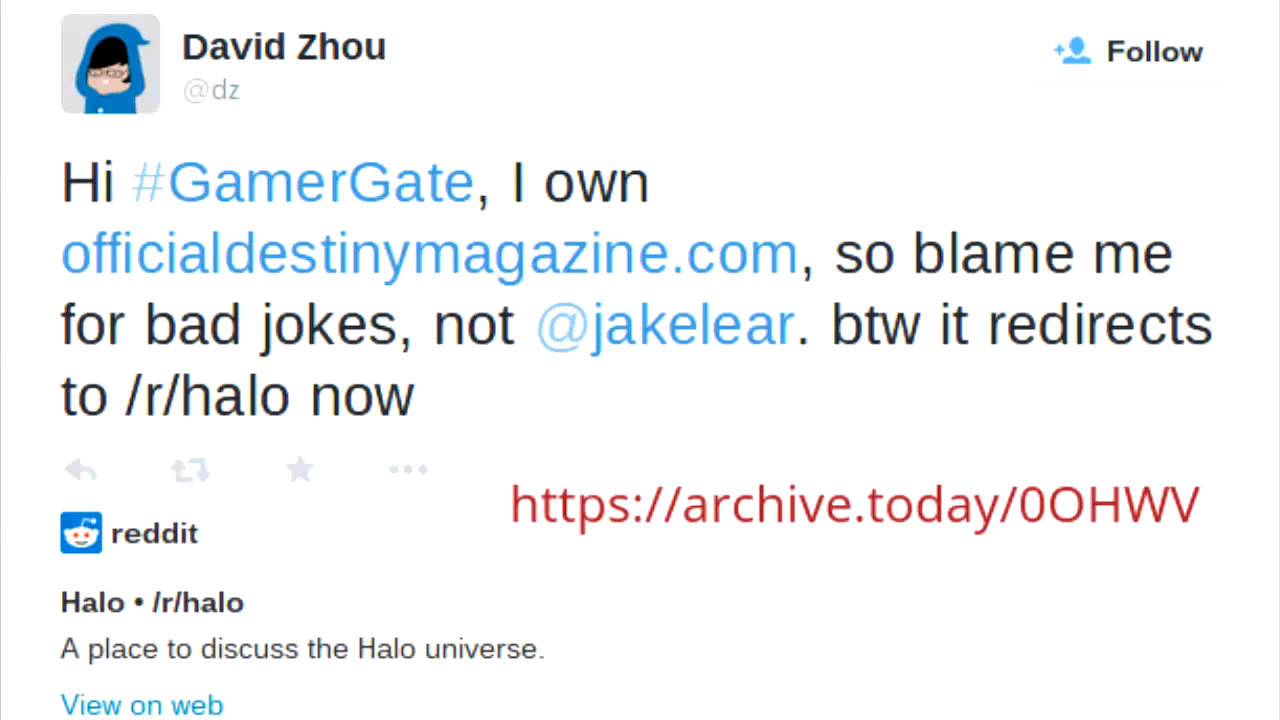 David Zhou
@dz
Follow
Hi #GamerGate, I own
officialdestinymagazine.com, so blame me
for bad jokes, not @jakelear. btw it redirects
to /r/halo now
https://archive.today/0OHWV
reddit
Halo • /r/halo
A place to discuss the Halo universe.
View on web